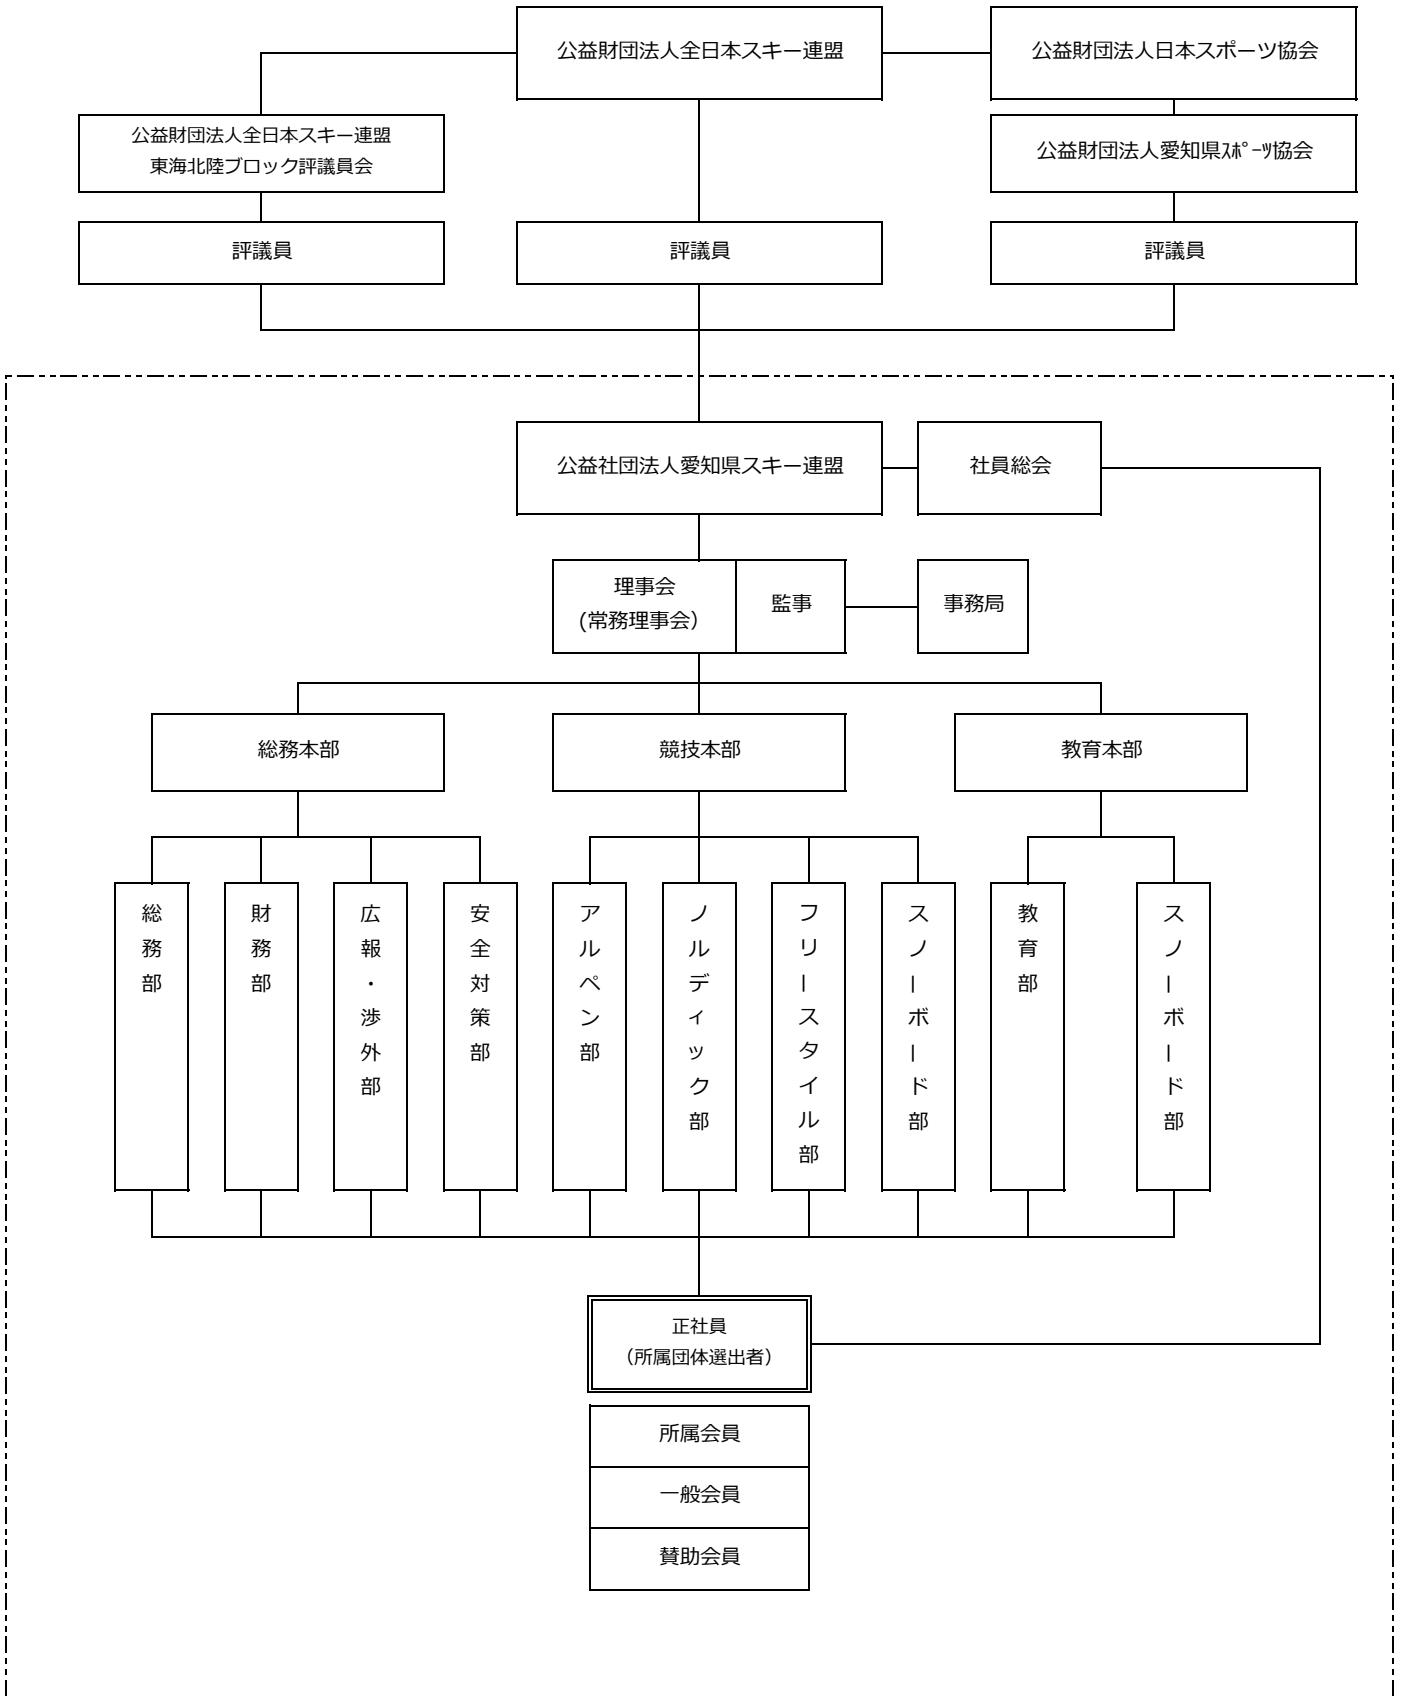 公益財団法人全日本スキー連盟
公益財団法人日本スポーツ協会
公益財団法人全日本スキー連盟
東海北陸ブロック評議員会
公益財団法人愛知県ｽﾎﾟｰﾂ協会
評議員
評議員
評議員
公益社団法人愛知県スキー連盟
社員総会
理事会
(常務理事会）
監事
事務局
総務本部
競技本部
教育本部
総務部
財務部
広報・渉外部
安全対策部
アルペン部
ノルディック部
フリースタイル部
スノーボード部
教育部
スノーボード部
正社員
（所属団体選出者）
所属会員
一般会員
賛助会員